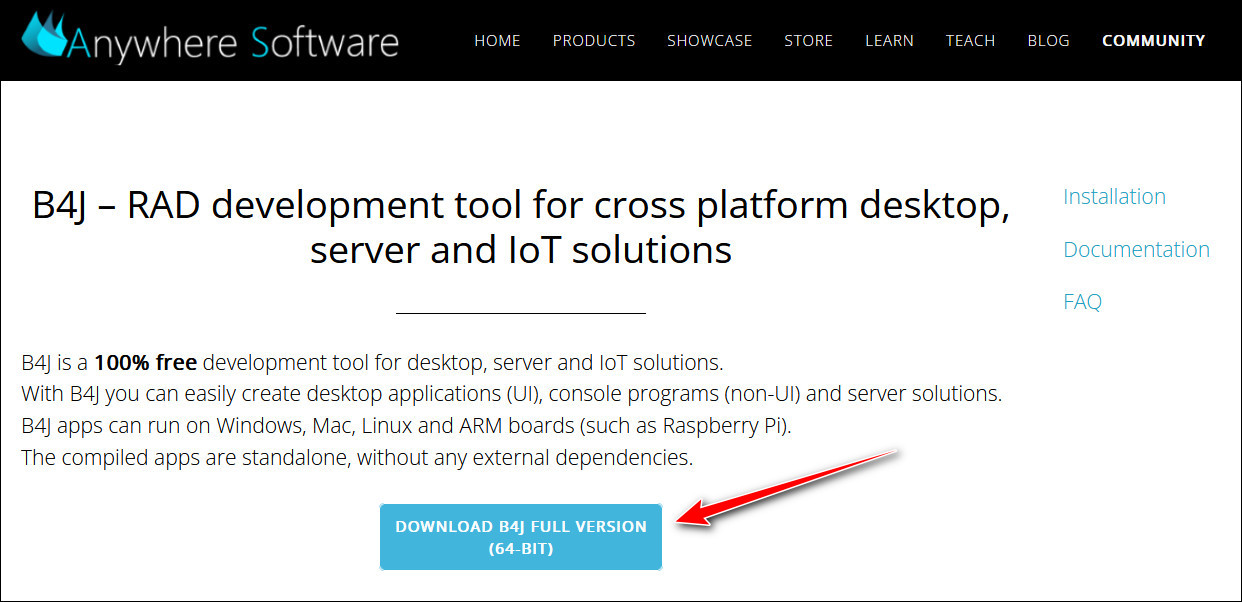 Anywhere Software
HOME PRODUCTS SHOWCASE STORE LEARN TEACH BLOG COMMUNITY
B4J – RAD development tool for cross platform desktop,
server and IoT solutions
Installation
Documentation
FAQ
B4J is a 100% free development tool for desktop, server and IoT solutions.
With B4J you can easily create desktop applications (UI), console programs (non-UI) and server solutions.
B4J apps can run on Windows, Mac, Linux and ARM boards (such as Raspberry Pi).
The compiled apps are standalone, without any external dependencies.
DOWNLOAD B4J FULL VERSION
(64-BIT)